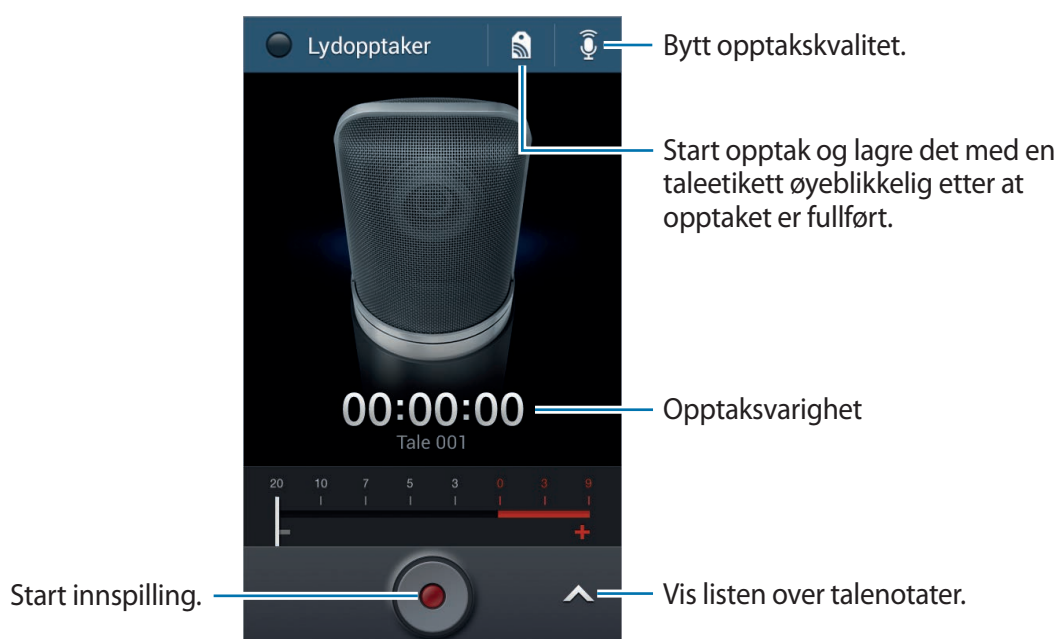 Lydopptaker
Bytt opptakskvalitet.
Start opptak og lagre det med en
taleetikett øyeblikkelig etter at
opptaket er fullført.
00:00:00
Opptaksvarighet
Tale 001
20 10 7 5 3 0 3 9
- +
Start innspilling.
Vis listen over talenotater.